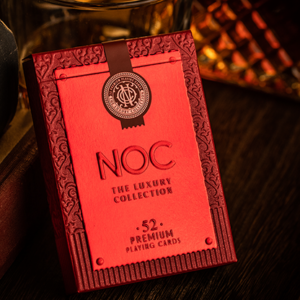 NOC
THE LUXURY
COLLECTION
·52·
PREMIUM
PLAYING CARDS